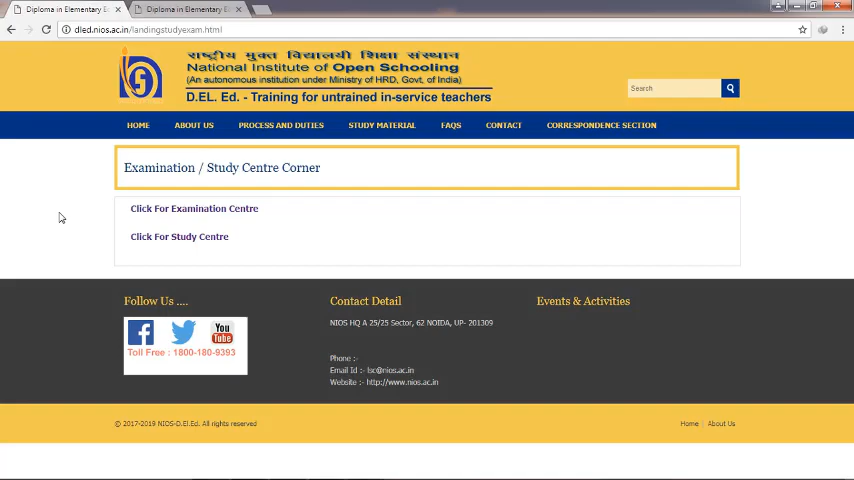 Diploma in Elementary E
Diploma in Elementary E
dled.nios.ac.in/landingstudyexam.html
राष्ट्रीय मुक्त विद्यालयी शिक्षा संस्थान
National Institute of Open Schooling
(An autonomous institution under Ministry of HRD, Govt. of India)
D.EL. Ed. - Training for untrained in-service teachers
Search
HOME ABOUT US PROCESS AND DUTIES STUDY MATERIAL FAQS CONTACT CORRESPONDENCE SECTION
Examination / Study Centre Corner
Click For Examination Centre
Click For Study Centre
Follow Us .... Contact Detail Events & Activities
You
Tube
Toll Free : 1800-180-9393
NIOS HQ A 25/25 Sector, 62 NOIDA, UP- 201309
Phone :-
Email Id :- lsc@nios.ac.in
Website :- http://www.nios.ac.in
© 2017-2019 NIOS-D.El.Ed. All rights reserved Home | About Us